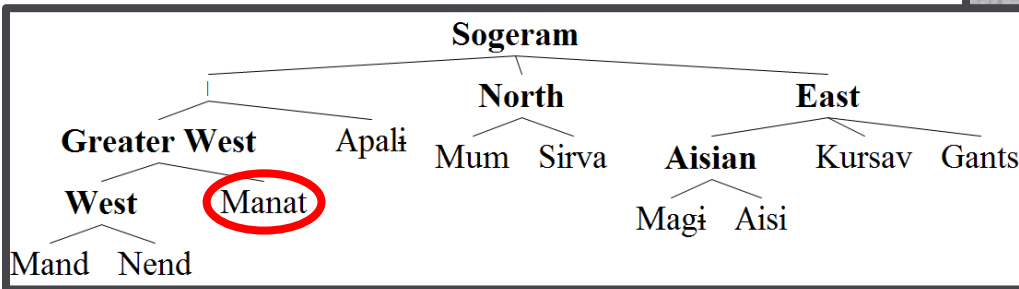 Sogeram
North East
Greater West Apalɨ
Mum Sirva Aisian Kursav Gants
West Manat
Magɨ Aisi
Mand Nend